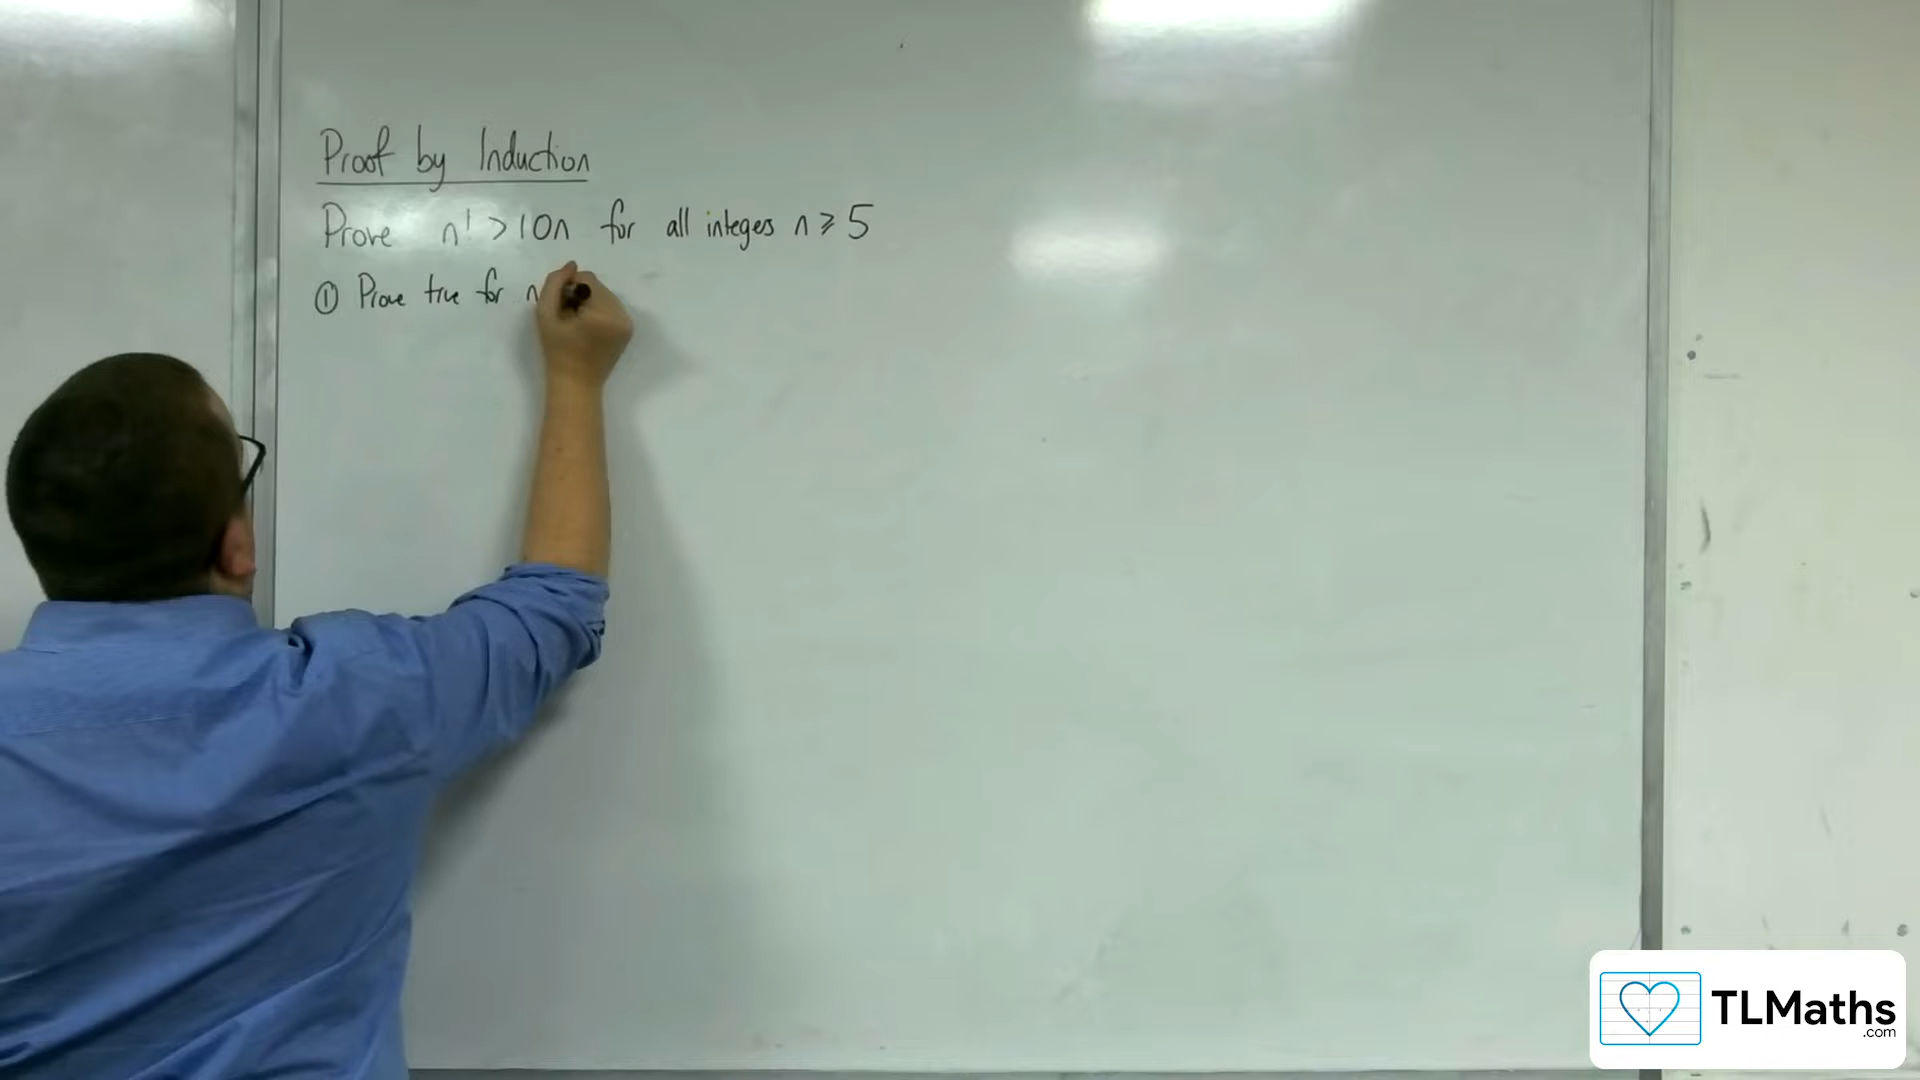 Proof by Induction
Prove n! > 10n for all integers n ⩾ 5
① Prove true for n
TLMaths
.com